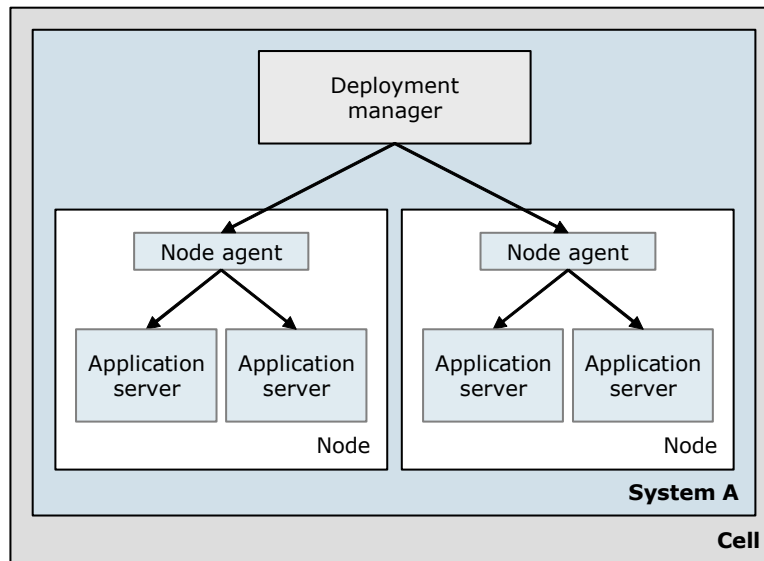 Deployment
manager
Node agent
Application
server
Application
server
Node
Node agent
Application
server
Application
server
Node
System A
Cell